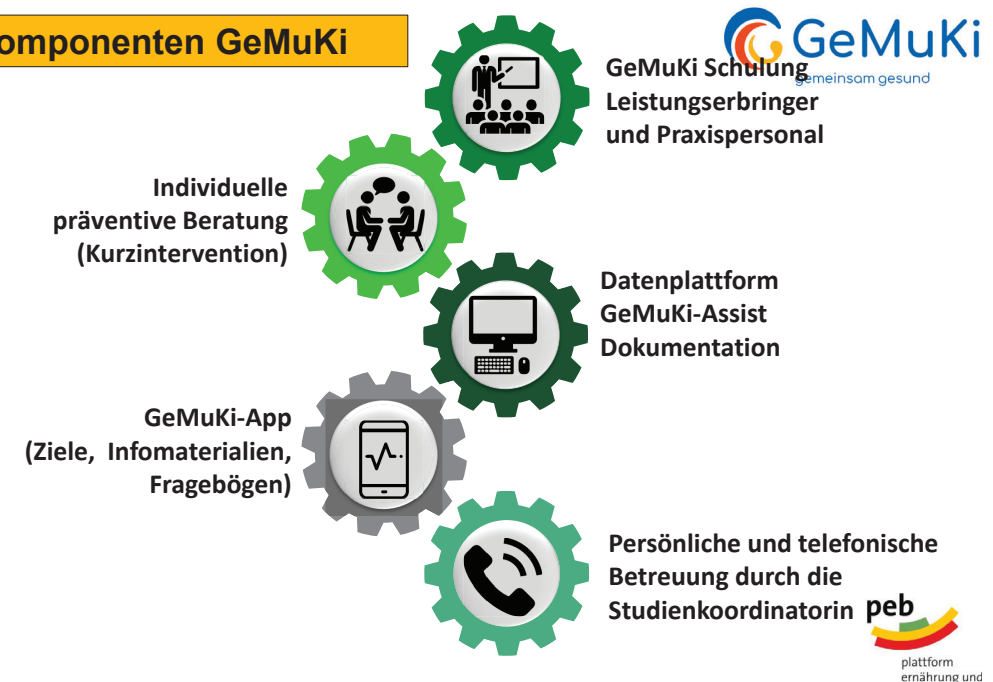 omponenten GeMuKi
GeMuKi
gemeinsam gesund
GeMuKi Schulung
Leistungserbringer
und Praxispersonal
Individuelle
präventive Beratung
(Kurzintervention)
Datenplattform
GeMuKi-Assist
Dokumentation
GeMuKi-App
(Ziele, Infomaterialien,
Fragebögen)
Persönliche und telefonische
Betreuung durch die
Studienkoordinatorin
peb
plattform
ernährung und